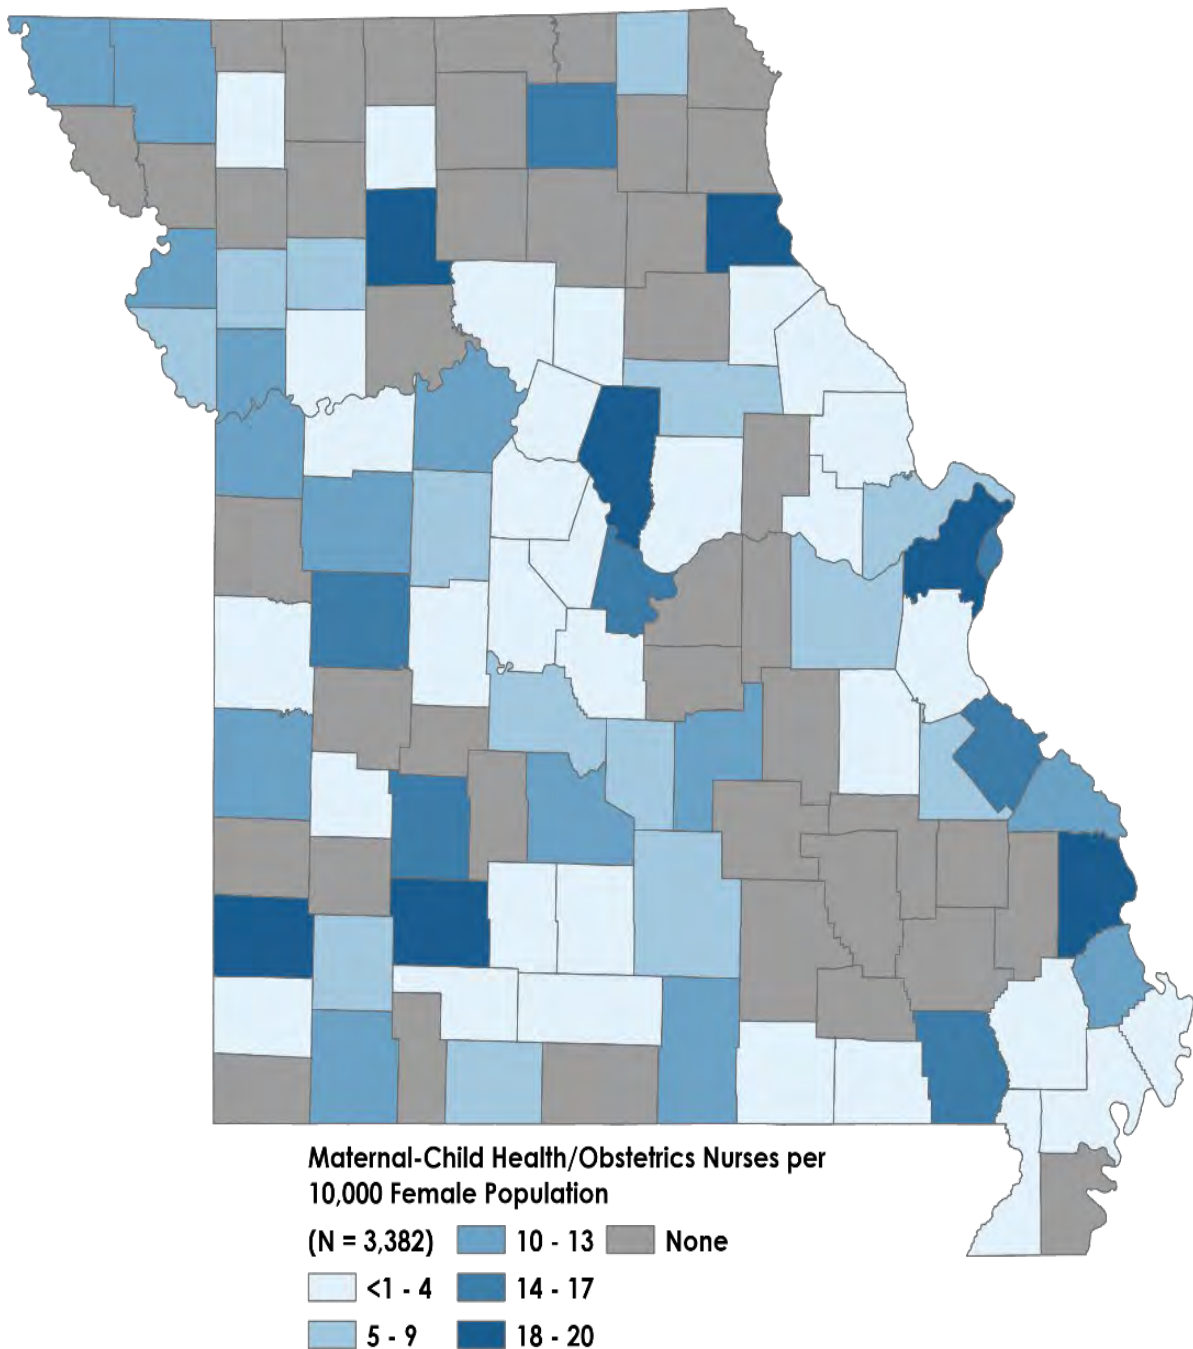 Maternal-Child Health/Obstetrics Nurses per
10,000 Female Population
(N = 3,382) 10 - 13 None
<1 - 4 14 - 17
5 - 9 18 - 20